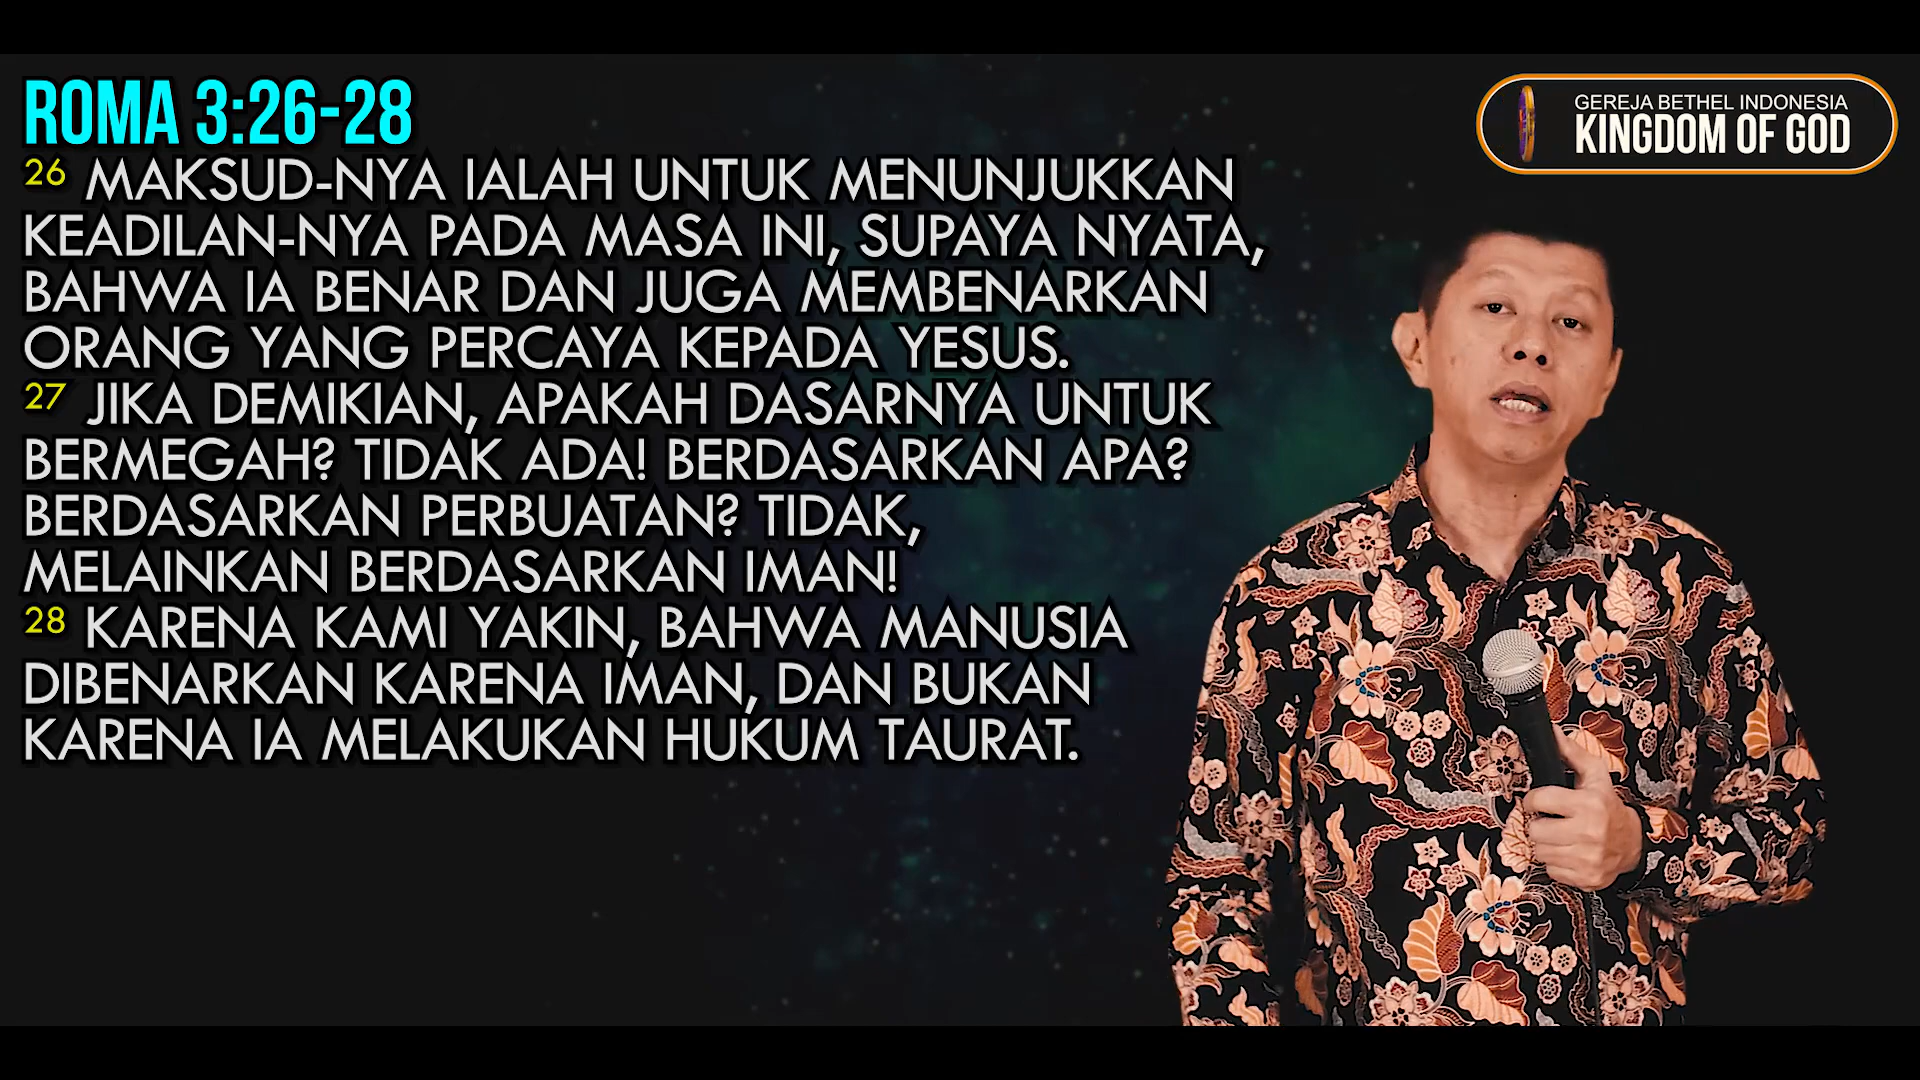 ROMA 3:26-28
GEREJA BETHEL INDONESIA
KINGDOM OF GOD
26 MAKSUD-NYA IALAH UNTUK MENUNJUKKAN
KEADILAN-NYA PADA MASA INI, SUPAYA NYATA,
BAHWA IA BENAR DAN JUGA MEMBENARKAN
ORANG YANG PERCAYA KEPADA YESUS.
27 JIKA DEMIKIAN, APAKAH DASARNYA UNTUK
BERMEGAH? TIDAK ADA! BERDASARKAN APA?
BERDASARKAN PERBUATAN? TIDAK,
MELAINKAN BERDASARKAN IMAN!
28 KARENA KAMI YAKIN, BAHWA MANUSIA
DIBENARKAN KARENA IMAN, DAN BUKAN
KARENA IA MELAKUKAN HUKUM TAURAT.